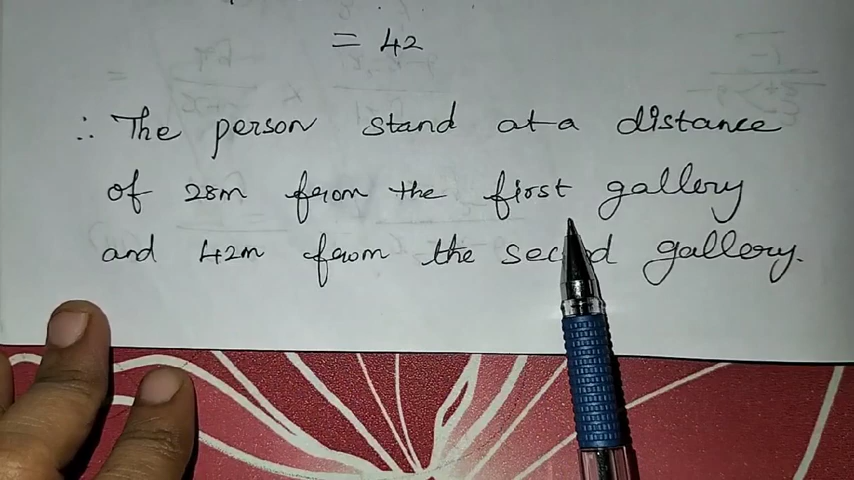 = 42
∴ The person stand at a distance
of 28m from the first gallery
and 42m from the second gallery.